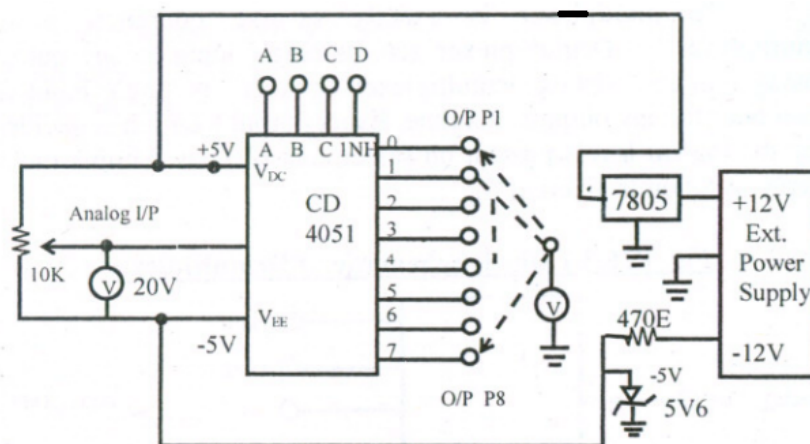 A B C D
O/P P1
+5V
A B C 1NH 0
V_DC
1
Analog I/P
CD
4051
2
3
10K
V
20V
4
V
5
V_EE
6
-5V
7
O/P P8
7805
+12V
Ext.
Power
Supply
470E
-12V
-5V
5V6